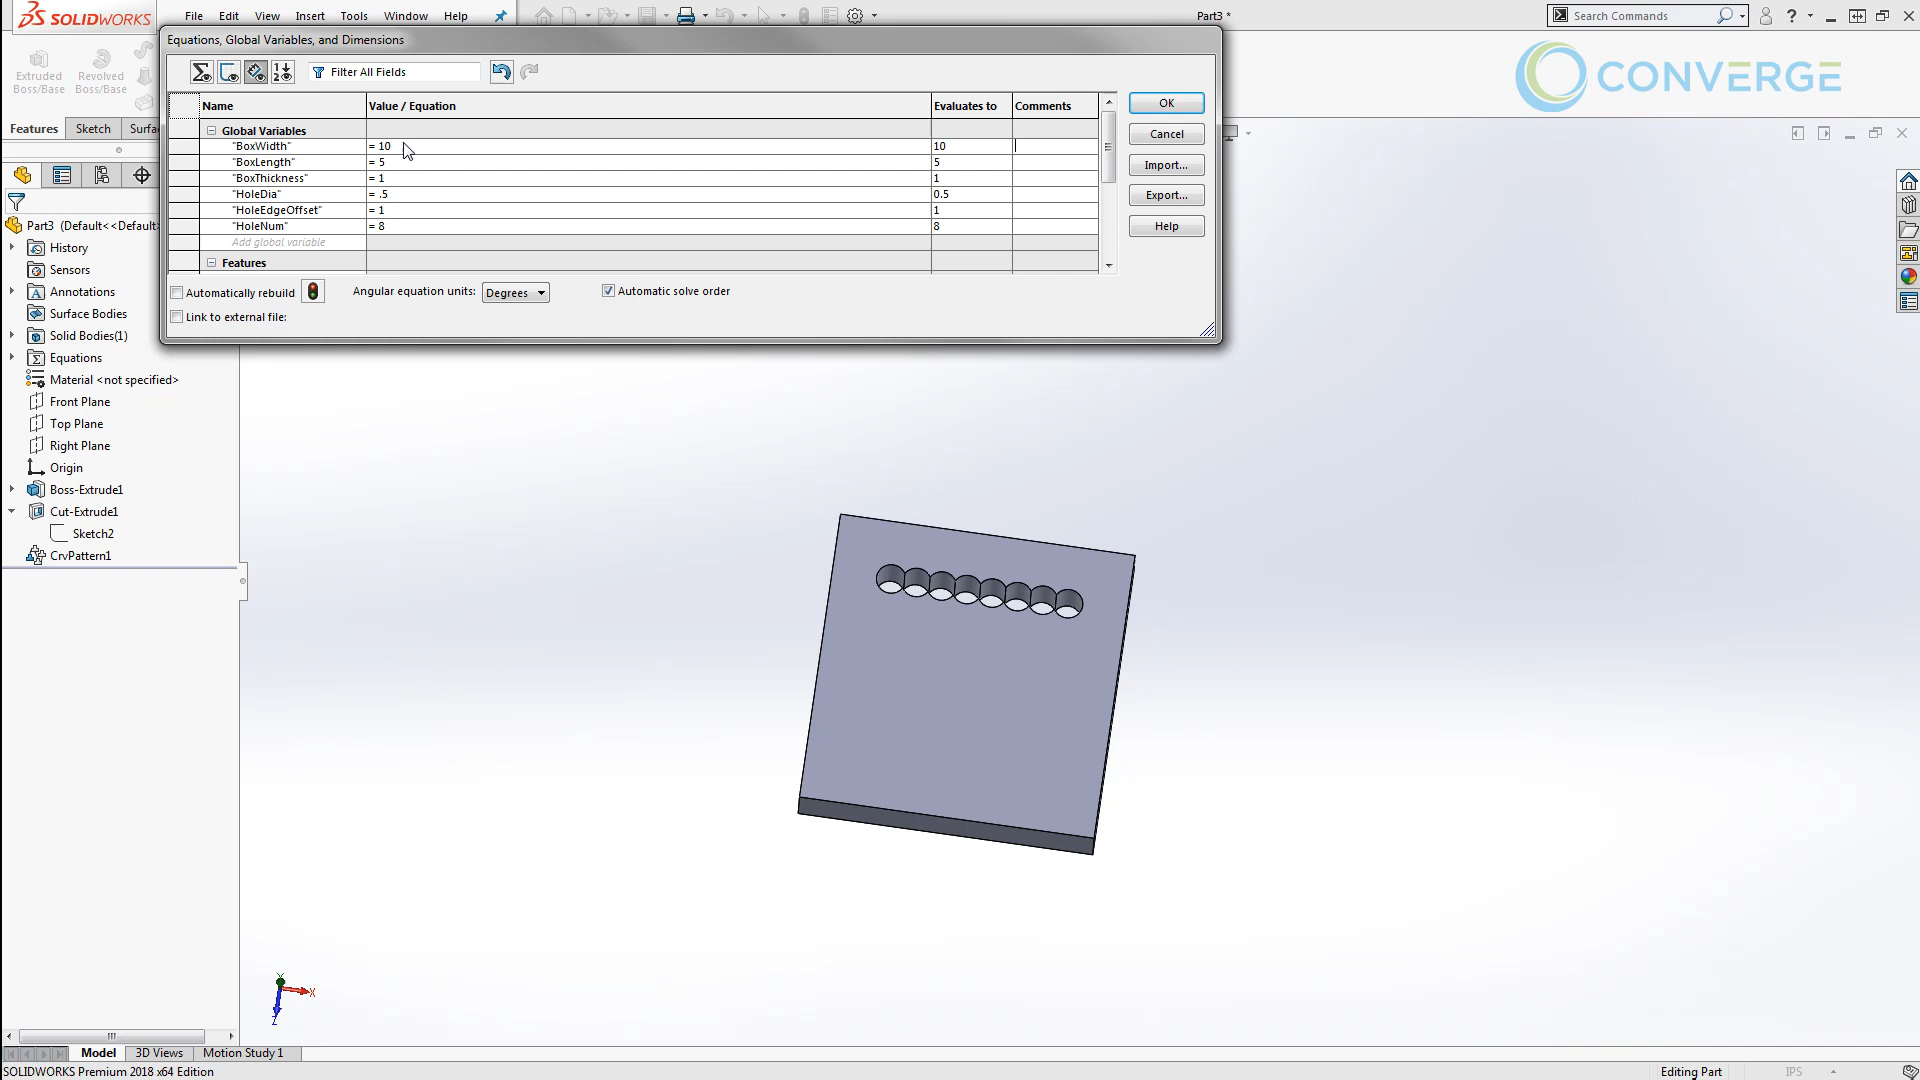 SOLIDWORKS
File Edit View Insert Tools Window Help
Part3 *
Search Commands
Extruded Boss/Base
Revolved Boss/Base
Features Sketch
Equations, Global Variables, and Dimensions
Filter All Fields
Name Value / Equation Evaluates to Comments
Global Variables
"BoxWidth" = 10 10
"BoxLength" = 5 5
"BoxThickness" = 1 1
"HoleDia" = .5 0.5
"HoleEdgeOffset" = 1 1
"HoleNum" = 8 8
Add global variable
Features
OK
Cancel
Import...
Export...
Help
Automatically rebuild Angular equation units: Degrees Automatic solve order
Link to external file:
CONVERGE
Part3 (Default<<Default>
History
Sensors
Annotations
Surface Bodies
Solid Bodies(1)
Equations
Material <not specified>
Front Plane
Top Plane
Right Plane
Origin
Boss-Extrude1
Cut-Extrude1
Sketch2
CrvPattern1
Y
X
Z
Model 3D Views Motion Study 1
SOLIDWORKS Premium 2018 x64 Edition
Editing Part
IPS